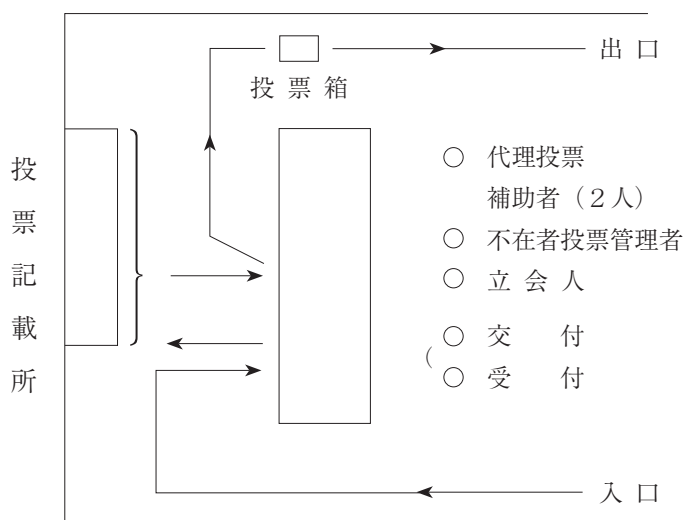 出口
投票箱
投票記載所
○ 代理投票
補助者（２人）
○ 不在者投票管理者
○ 立会人
○ 交付
（
○ 受付
入口